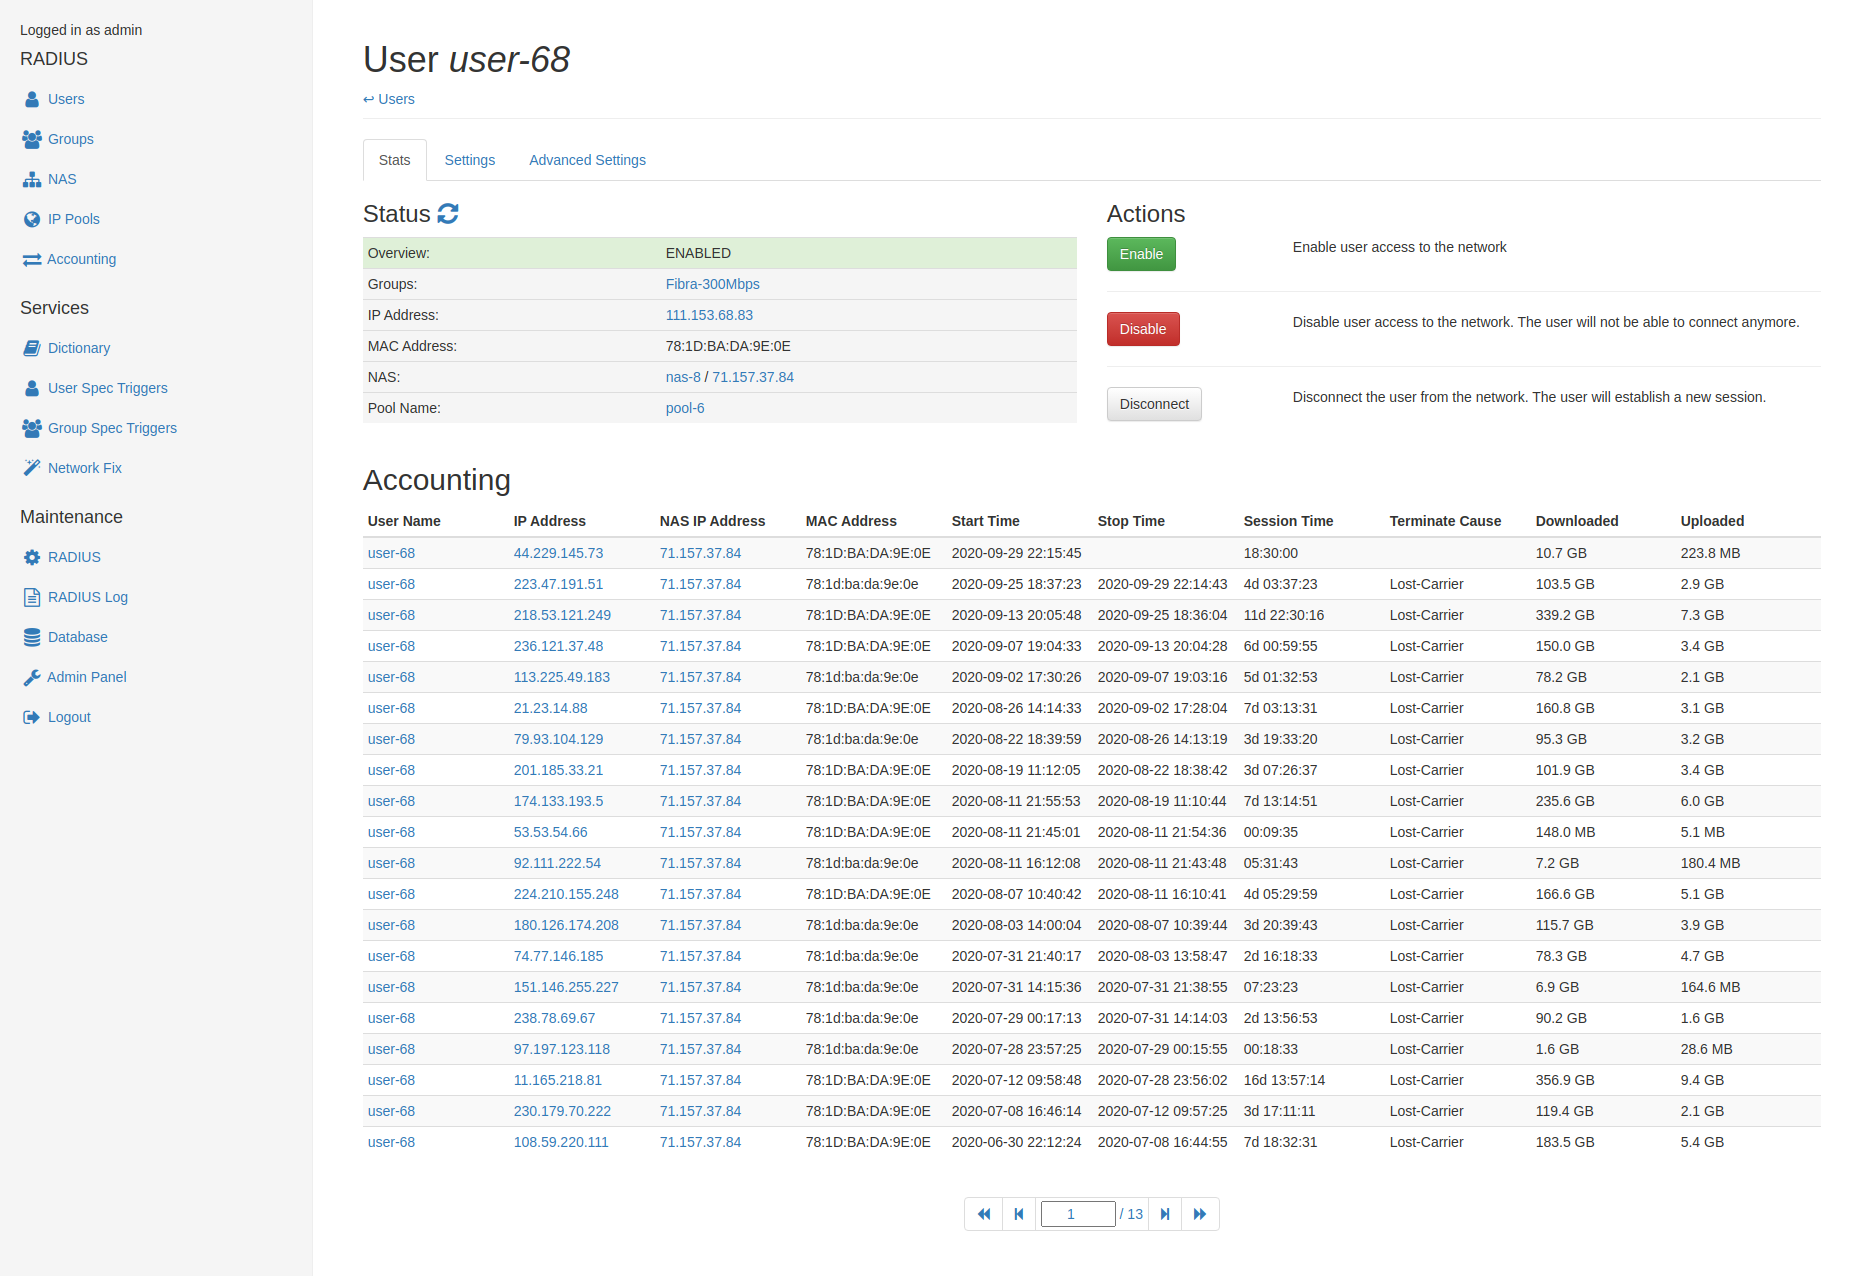 Logged in as admin
RADIUS
Users
Groups
NAS
IP Pools
Accounting
Services
Dictionary
User Spec Triggers
Group Spec Triggers
Network Fix
Maintenance
RADIUS
RADIUS Log
Database
Admin Panel
Logout
User user-68
↩ Users
Stats Settings Advanced Settings
Status
Overview: ENABLED
Groups: Fibra-300Mbps
IP Address: 111.153.68.83
MAC Address: 78:1D:BA:DA:9E:0E
NAS: nas-8 / 71.157.37.84
Pool Name: pool-6
Actions
Enable Enable user access to the network
Disable Disable user access to the network. The user will not be able to connect anymore.
Disconnect Disconnect the user from the network. The user will establish a new session.
Accounting
User Name IP Address NAS IP Address MAC Address Start Time Stop Time Session Time Terminate Cause Downloaded Uploaded
user-68 44.229.145.73 71.157.37.84 78:1D:BA:DA:9E:0E 2020-09-29 22:15:45 18:30:00 10.7 GB 223.8 MB
user-68 223.47.191.51 71.157.37.84 78:1d:ba:da:9e:0e 2020-09-25 18:37:23 2020-09-29 22:14:43 4d 03:37:23 Lost-Carrier 103.5 GB 2.9 GB
user-68 218.53.121.249 71.157.37.84 78:1D:BA:DA:9E:0E 2020-09-13 20:05:48 2020-09-25 18:36:04 11d 22:30:16 Lost-Carrier 339.2 GB 7.3 GB
user-68 236.121.37.48 71.157.37.84 78:1D:BA:DA:9E:0E 2020-09-07 19:04:33 2020-09-13 20:04:28 6d 00:59:55 Lost-Carrier 150.0 GB 3.4 GB
user-68 113.225.49.183 71.157.37.84 78:1d:ba:da:9e:0e 2020-09-02 17:30:26 2020-09-07 19:03:16 5d 01:32:53 Lost-Carrier 78.2 GB 2.1 GB
user-68 21.23.14.88 71.157.37.84 78:1D:BA:DA:9E:0E 2020-08-26 14:14:33 2020-09-02 17:28:04 7d 03:13:31 Lost-Carrier 160.8 GB 3.1 GB
user-68 79.93.104.129 71.157.37.84 78:1d:ba:da:9e:0e 2020-08-22 18:39:59 2020-08-26 14:13:19 3d 19:33:20 Lost-Carrier 95.3 GB 3.2 GB
user-68 201.185.33.21 71.157.37.84 78:1D:BA:DA:9E:0E 2020-08-19 11:12:05 2020-08-22 18:38:42 3d 07:26:37 Lost-Carrier 101.9 GB 3.4 GB
user-68 174.133.193.5 71.157.37.84 78:1D:BA:DA:9E:0E 2020-08-11 21:55:53 2020-08-19 11:10:44 7d 13:14:51 Lost-Carrier 235.6 GB 6.0 GB
user-68 53.53.54.66 71.157.37.84 78:1D:BA:DA:9E:0E 2020-08-11 21:45:01 2020-08-11 21:54:36 00:09:35 Lost-Carrier 148.0 MB 5.1 MB
user-68 92.111.222.54 71.157.37.84 78:1d:ba:da:9e:0e 2020-08-11 16:12:08 2020-08-11 21:43:48 05:31:43 Lost-Carrier 7.2 GB 180.4 MB
user-68 224.210.155.248 71.157.37.84 78:1D:BA:DA:9E:0E 2020-08-07 10:40:42 2020-08-11 16:10:41 4d 05:29:59 Lost-Carrier 166.6 GB 5.1 GB
user-68 180.126.174.208 71.157.37.84 78:1d:ba:da:9e:0e 2020-08-03 14:00:04 2020-08-07 10:39:44 3d 20:39:43 Lost-Carrier 115.7 GB 3.9 GB
user-68 74.77.146.185 71.157.37.84 78:1d:ba:da:9e:0e 2020-07-31 21:40:17 2020-08-03 13:58:47 2d 16:18:33 Lost-Carrier 78.3 GB 4.7 GB
user-68 151.146.255.227 71.157.37.84 78:1d:ba:da:9e:0e 2020-07-31 14:15:36 2020-07-31 21:38:55 07:23:23 Lost-Carrier 6.9 GB 164.6 MB
user-68 238.78.69.67 71.157.37.84 78:1d:ba:da:9e:0e 2020-07-29 00:17:13 2020-07-31 14:14:03 2d 13:56:53 Lost-Carrier 90.2 GB 1.6 GB
user-68 97.197.123.118 71.157.37.84 78:1d:ba:da:9e:0e 2020-07-28 23:57:25 2020-07-29 00:15:55 00:18:33 Lost-Carrier 1.6 GB 28.6 MB
user-68 11.165.218.81 71.157.37.84 78:1D:BA:DA:9E:0E 2020-07-12 09:58:48 2020-07-28 23:56:02 16d 13:57:14 Lost-Carrier 356.9 GB 9.4 GB
user-68 230.179.70.222 71.157.37.84 78:1D:BA:DA:9E:0E 2020-07-08 16:46:14 2020-07-12 09:57:25 3d 17:11:11 Lost-Carrier 119.4 GB 2.1 GB
user-68 108.59.220.111 71.157.37.84 78:1D:BA:DA:9E:0E 2020-06-30 22:12:24 2020-07-08 16:44:55 7d 18:32:31 Lost-Carrier 183.5 GB 5.4 GB
1 / 13